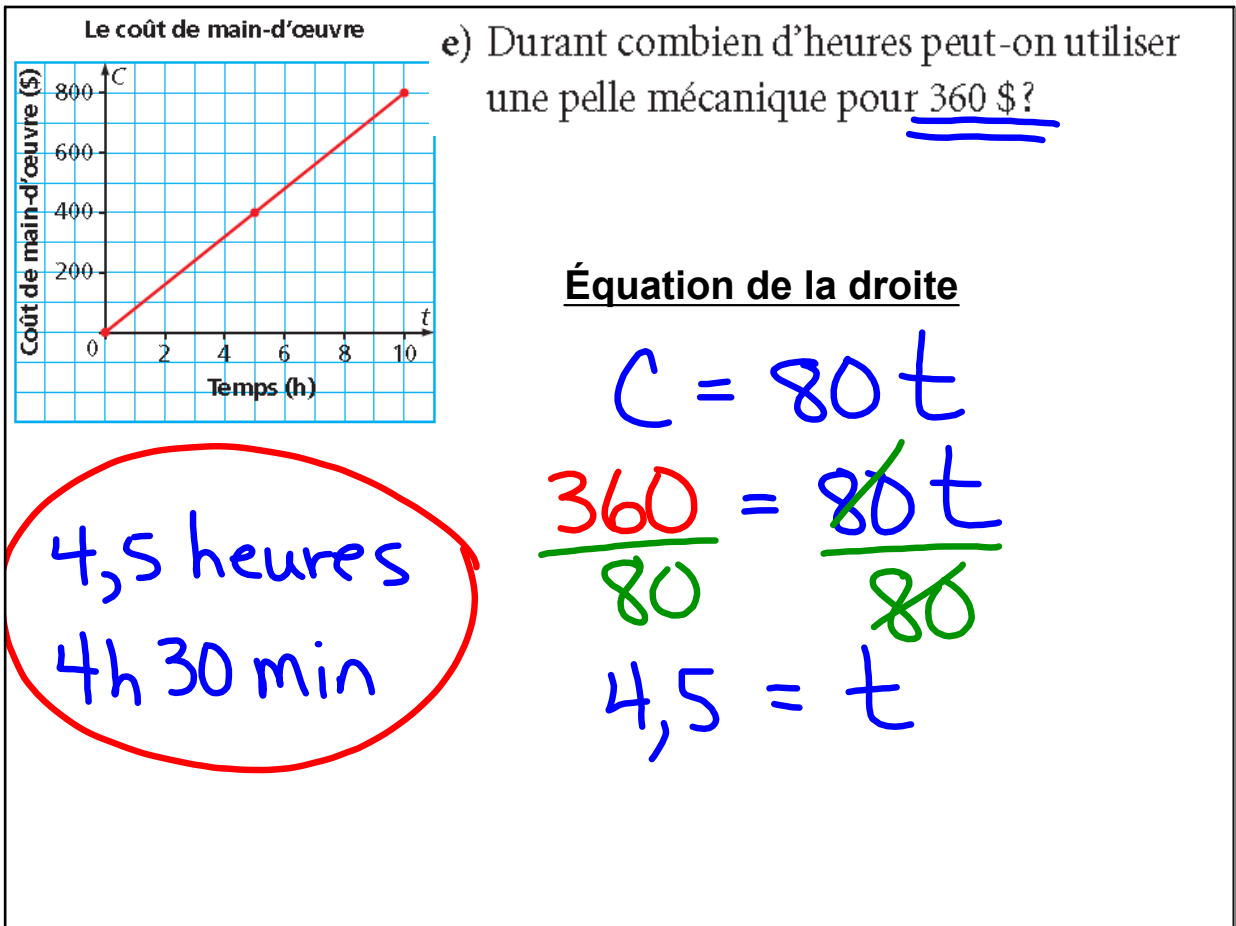 Le coût de main-d'œuvre
e) Durant combien d'heures peut-on utiliser
une pelle mécanique pour 360 $?
Coût de main-d'œuvre ($)
C
800
600
400
200
0 2 4 6 8 10
t
Temps (h)
Équation de la droite
C = 80t
360 = 80t
80 80
4,5 = t
4,5 heures
4h 30 min